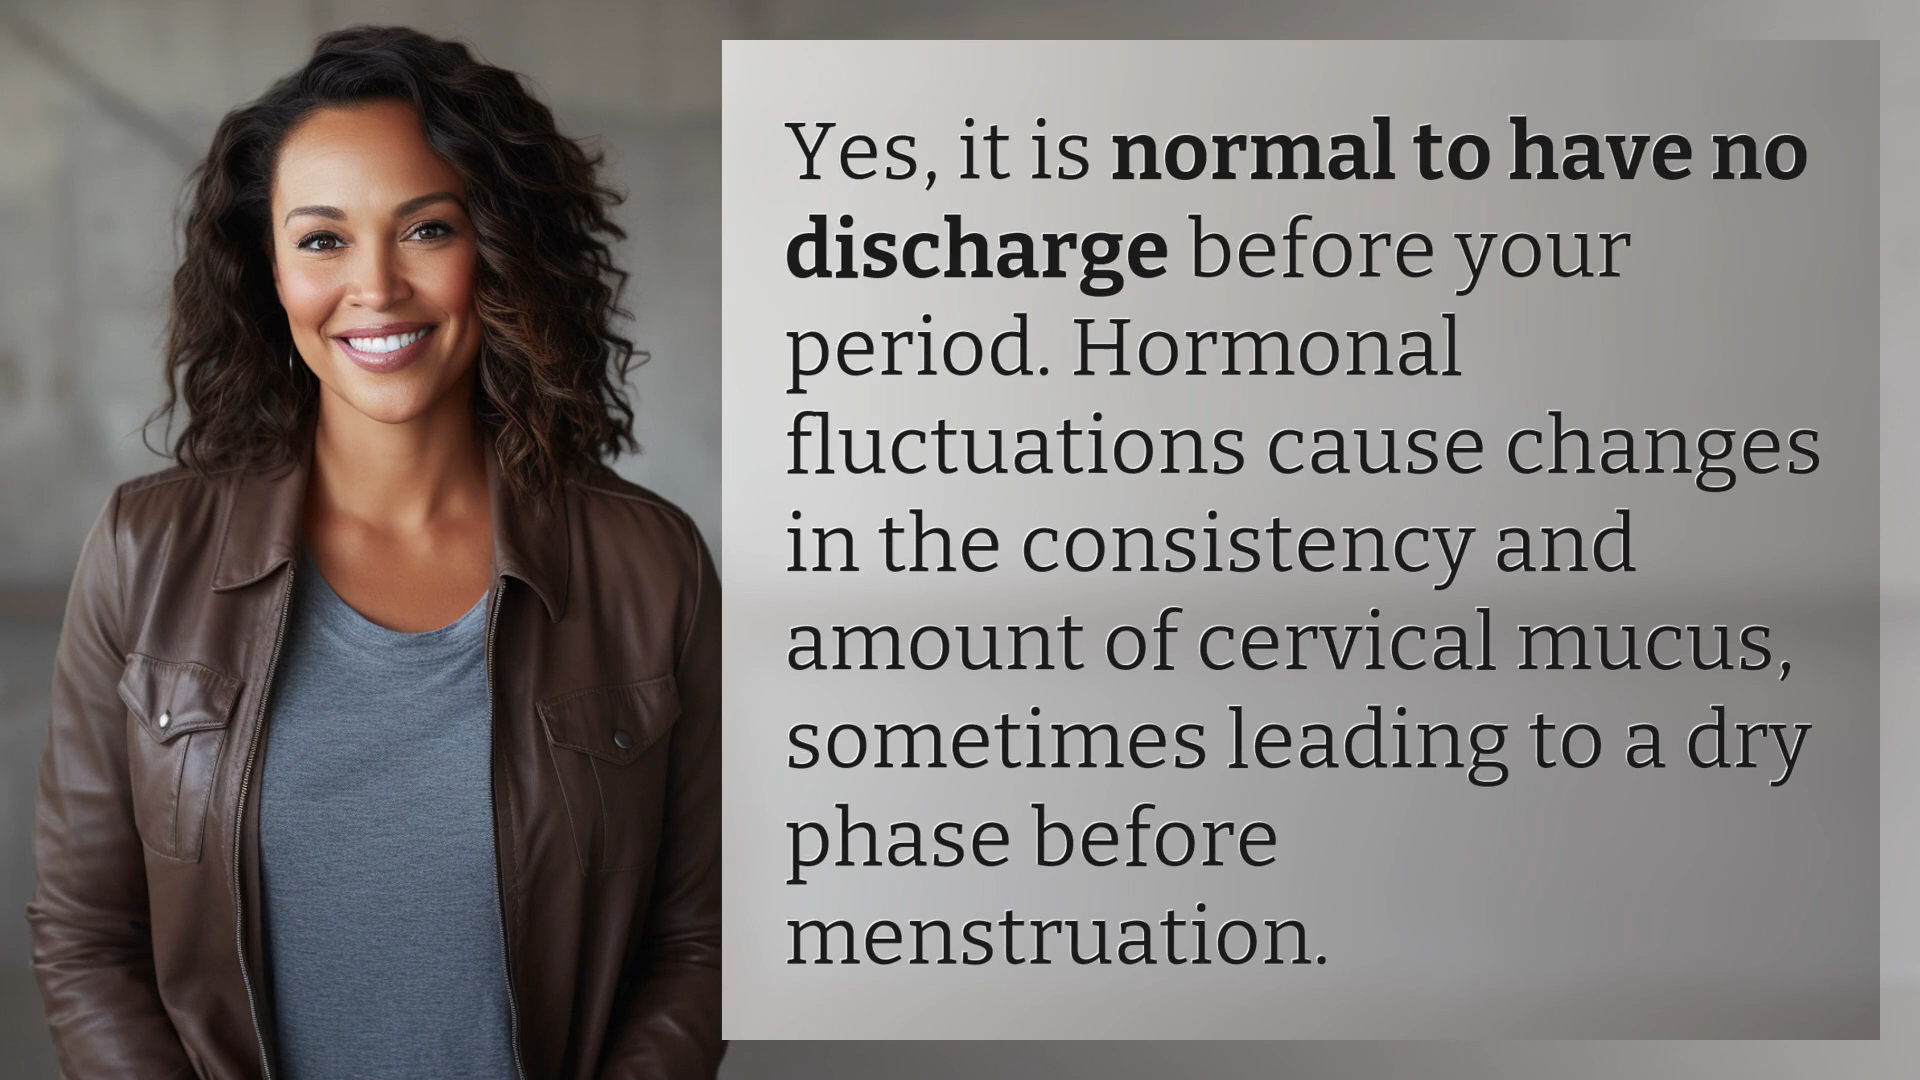 Yes, it is normal to have no
discharge before your
period. Hormonal
fluctuations cause changes
in the consistency and
amount of cervical mucus,
sometimes leading to a dry
phase before
menstruation.